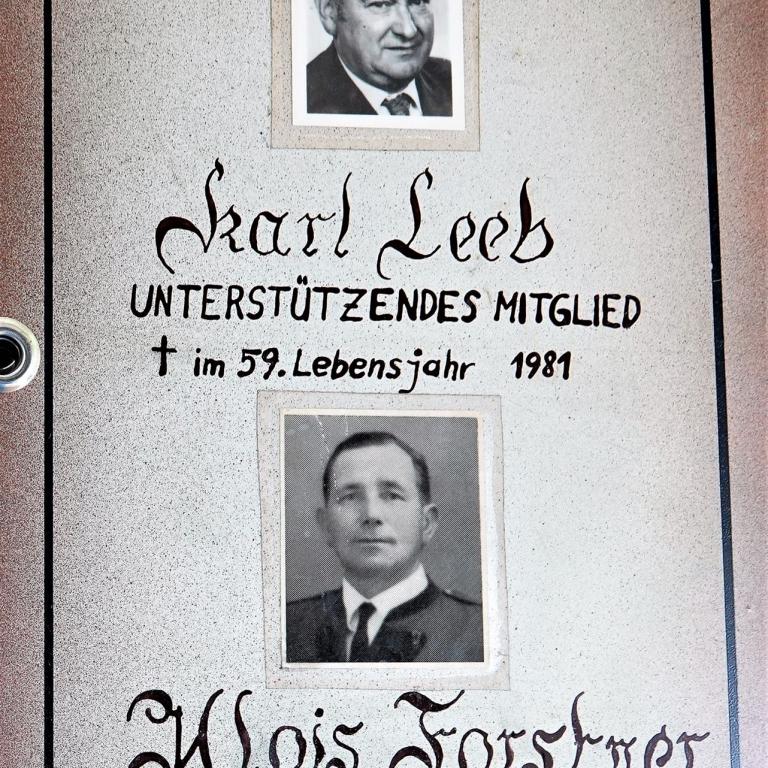 Karl Leeb
UNTERSTÜTZENDES MITGLIED
† im 59. Lebensjahr 1981
Alois Forstner